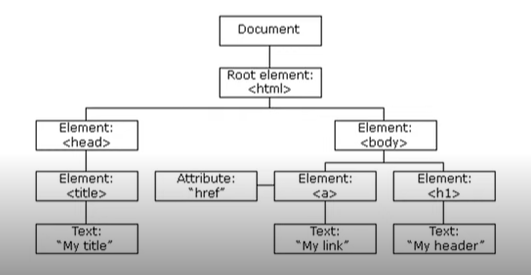 Document
Root element:
<html>
Element:
<head>
Element:
<body>
Element:
<title>
Attribute:
"href"
Element:
<a>
Element:
<h1>
Text:
"My title"
Text:
"My link"
Text:
"My header"